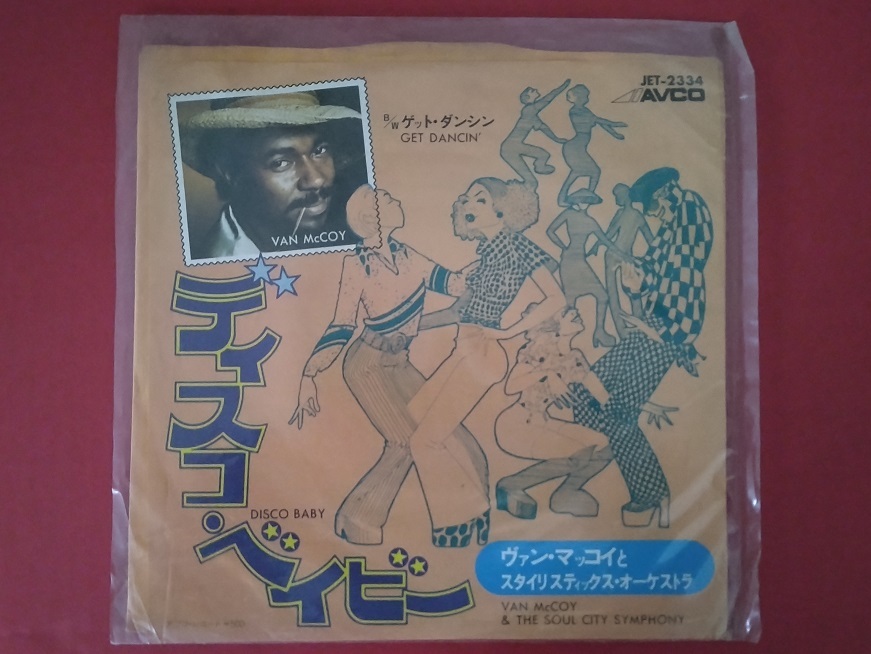 JET-2334
AVCO
B/W ゲット・ダンシン
GET DANCIN'
VAN McCOY
ディスコ・ベイビー
DISCO BABY
ヴァン・マッコイと
スタイリスティックス・オーケストラ
VAN McCOY
& THE SOUL CITY SYMPHONY